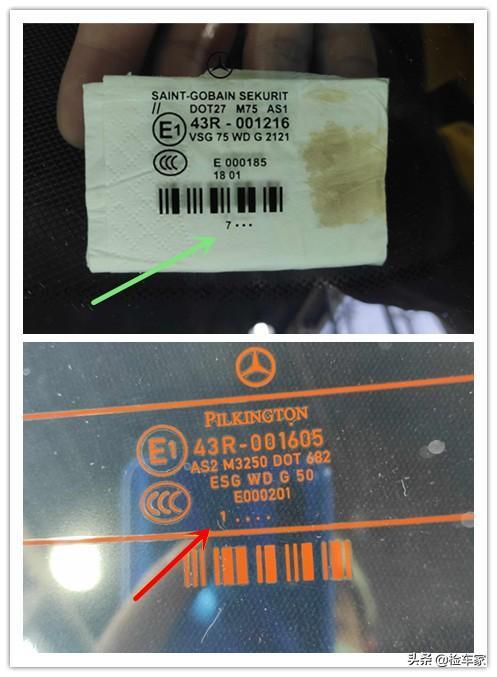 SAINT-GOBAIN SEKURIT
// DOT27 M75 AS1
E1 43R - 001216
VSG 75 WD G 2121
CCC E 000185
18 01
7 •••
PILKINGTON
E1 43R-001605
AS2 M3250 DOT 682
ESG WD G 50
CCC E000201
1 ••••
头条 @检车家